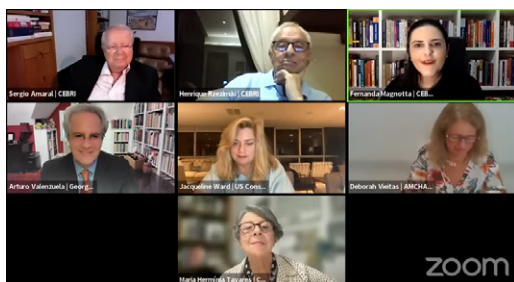 Sergio Amaral | CEBRI
Henrique Rzezinski | CEBRI
Fernanda Magnotta | CEB...
Arturo Valenzuela | Georg...
Jacqueline Ward | US Cons...
Deborah Vieitas | AMCHA...
Maria Hermínia Tavares | C...
zoom